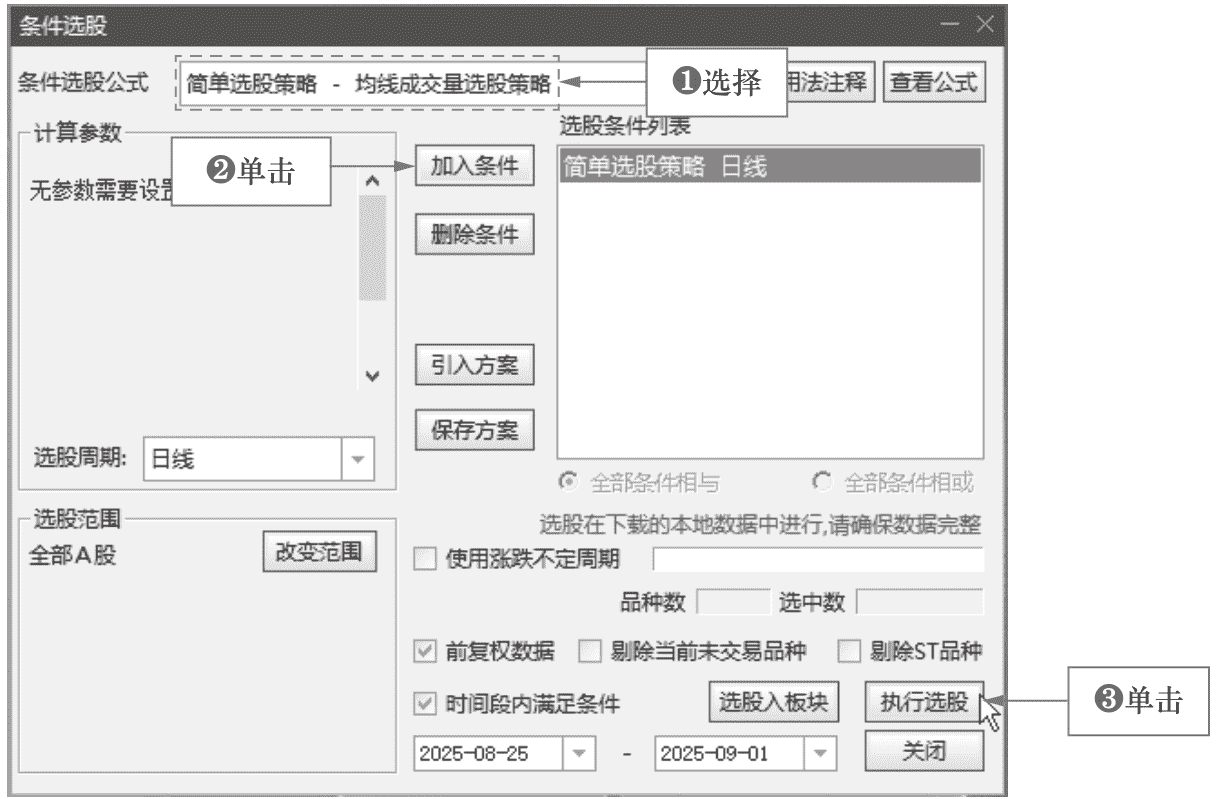 条件选股
条件选股公式 简单选股策略 - 均线成交量选股策略 ❶选择 用法注释 查看公式
计算参数 选股条件列表
❷单击 加入条件 简单选股策略 日线
无参数需要设置
删除条件
引入方案
保存方案
选股周期: 日线
全部条件相与 全部条件相或
选股范围 选股在下载的本地数据中进行,请确保数据完整
全部A股 改变范围 使用涨跌不定周期
品种数 选中数
前复权数据 剔除当前未交易品种 剔除ST品种
时间段内满足条件 选股入板块 执行选股 ❸单击
2025-08-25 - 2025-09-01 关闭